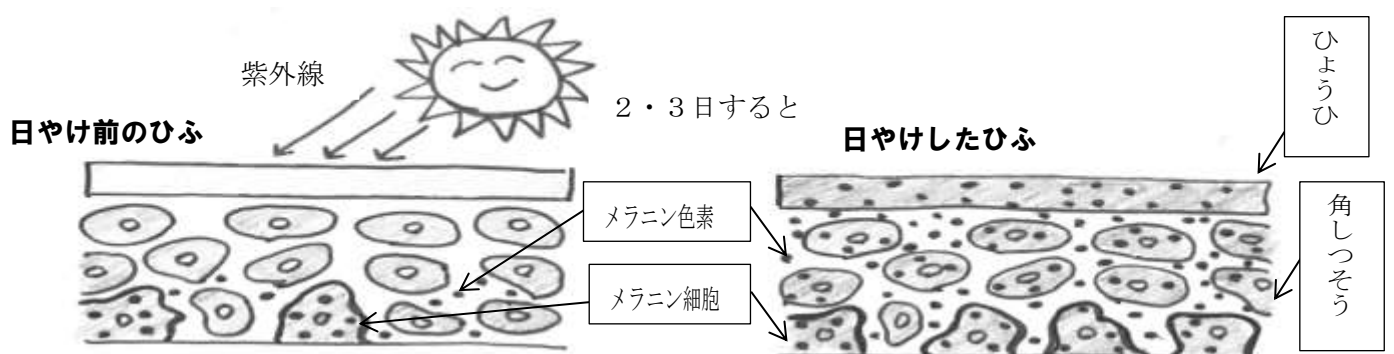 紫外線
2・3日すると
日やけ前のひふ
日やけしたひふ
ひょうひ
メラニン色素
メラニン細胞
角しつそう